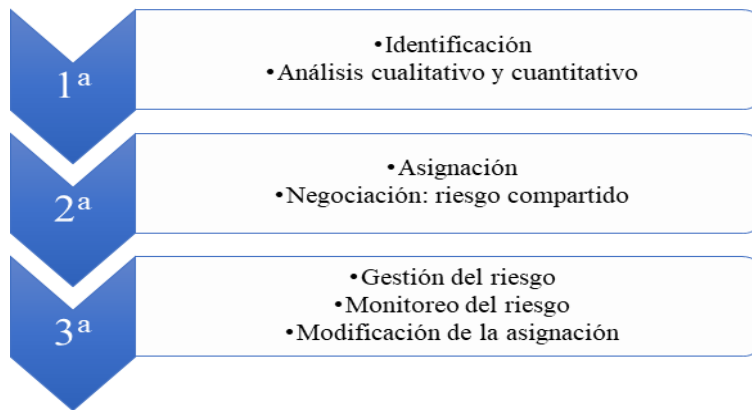 1ª
•Identificación
•Análisis cualitativo y cuantitativo
2ª
•Asignación
•Negociación: riesgo compartido
3ª
•Gestión del riesgo
•Monitoreo del riesgo
•Modificación de la asignación